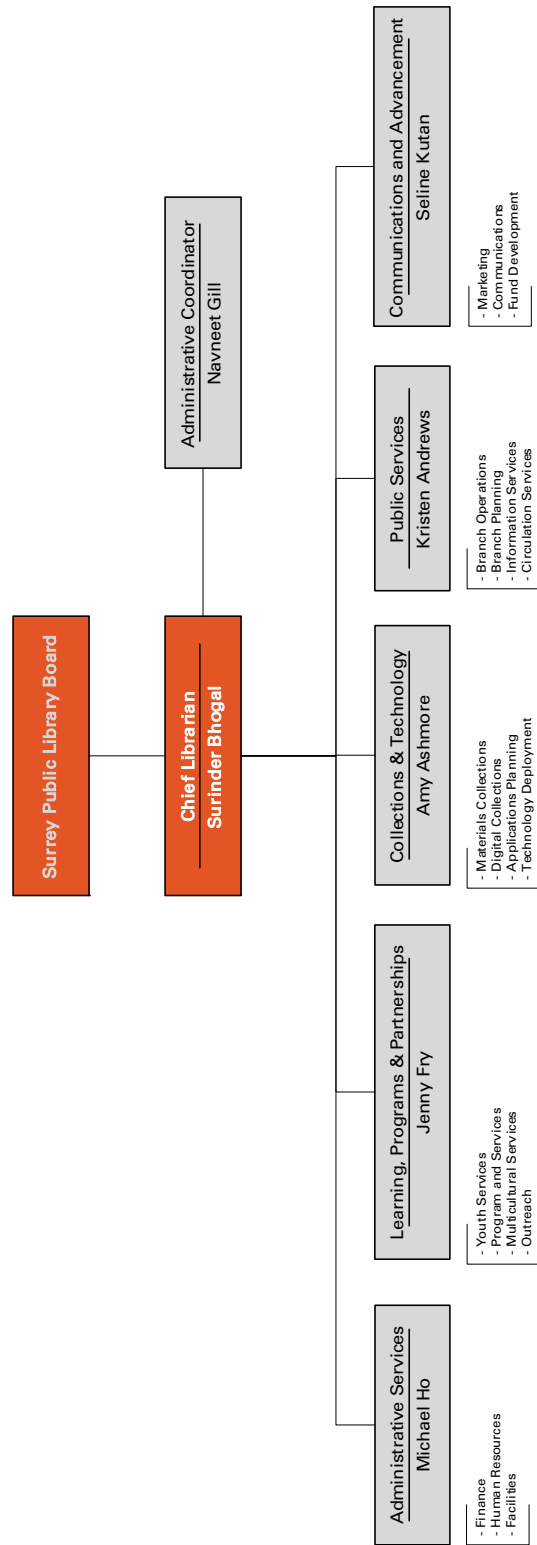 Surrey Public Library Board
Chief Librarian
Surinder Bhogal
Administrative Coordinator
Navneet Gill
Administrative Services
Michael Ho
- Finance
- Human Resources
- Facilities
Learning, Programs & Partnerships
Jenny Fry
- Youth Services
- Program and Services
- Multicultural Services
- Outreach
Collections & Technology
Amy Ashmore
- Materials Collections
- Digital Collections
- Applications Planning
- Technology Deployment
Public Services
Kristen Andrews
- Branch Operations
- Branch Planning
- Information Services
- Circulation Services
Communications and Advancement
Seline Kutan
- Marketing
- Communications
- Fund Development